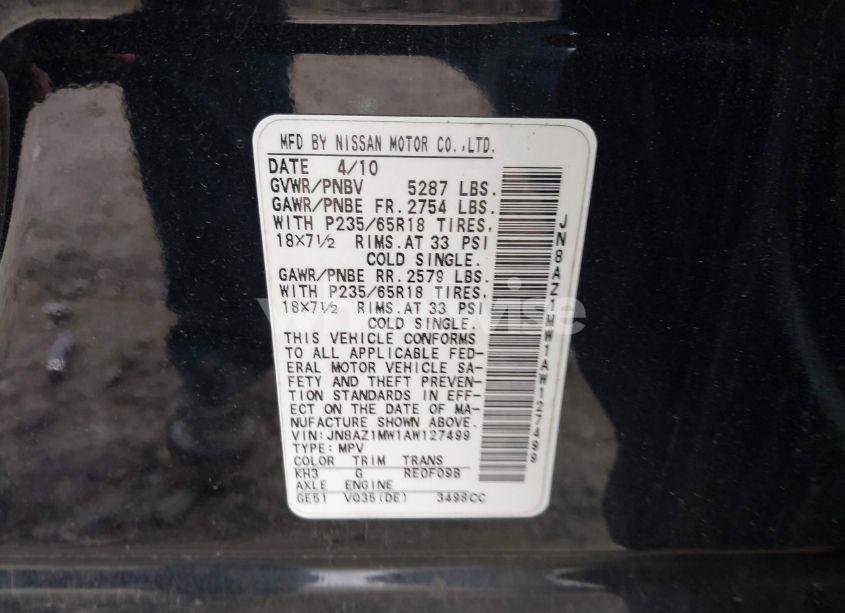 MFD BY NISSAN MOTOR CO.,LTD.
DATE 4/10
GVWR/PNBV 5287 LBS.
GAWR/PNBE FR. 2754 LBS.
WITH P235/65R18 TIRES,
18×7½ RIMS.AT 33 PSI
COLD SINGLE.
GAWR/PNBE RR. 2579 LBS.
WITH P235/65R18 TIRES,
18×7½ RIMS.AT 33 PSI
COLD SINGLE.
THIS VEHICLE CONFORMS
TO ALL APPLICABLE FED-
ERAL MOTOR VEHICLE SA-
FETY AND THEFT PREVEN-
TION STANDARDS IN EFF-
ECT ON THE DATE OF MA-
NUFACTURE SHOWN ABOVE.
VIN:JN8AZ1MW1AW127499
TYPE:MPV
COLOR TRIM TRANS
KH3 G RE0F09B
AXLE ENGINE
GE51 VQ35(DE) 3498CC
JN8AZ1MW1AW127499